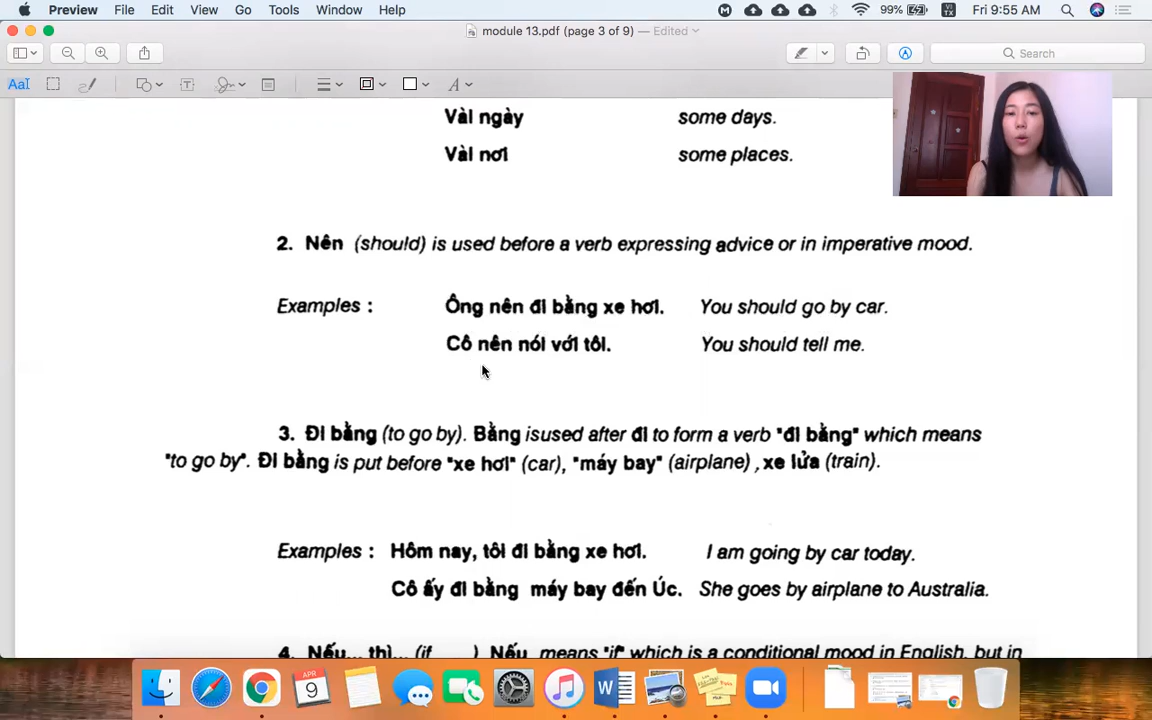 Preview File Edit View Go Tools Window Help 99% VI TX Fri 9:55 AM
module 13.pdf (page 3 of 9) — Edited
Search
AaI T A
Vài ngày some days.
Vài nơi some places.
2. Nên (should) is used before a verb expressing advice or in imperative mood.
Examples : Ông nên đi bằng xe hơi. You should go by car.
Cô nên nói với tôi. You should tell me.
3. Đi bằng (to go by). Bằng isused after đi to form a verb "đi bằng" which means
"to go by". Đi bằng is put before "xe hơi" (car), "máy bay" (airplane) , xe lửa (train).
Examples : Hôm nay, tôi đi bằng xe hơi. I am going by car today.
Cô ấy đi bằng máy bay đến Úc. She goes by airplane to Australia.
4. Nếu... thì... (if ) Nếu means "if" which is a conditional mood in English, but in
APR
9
W